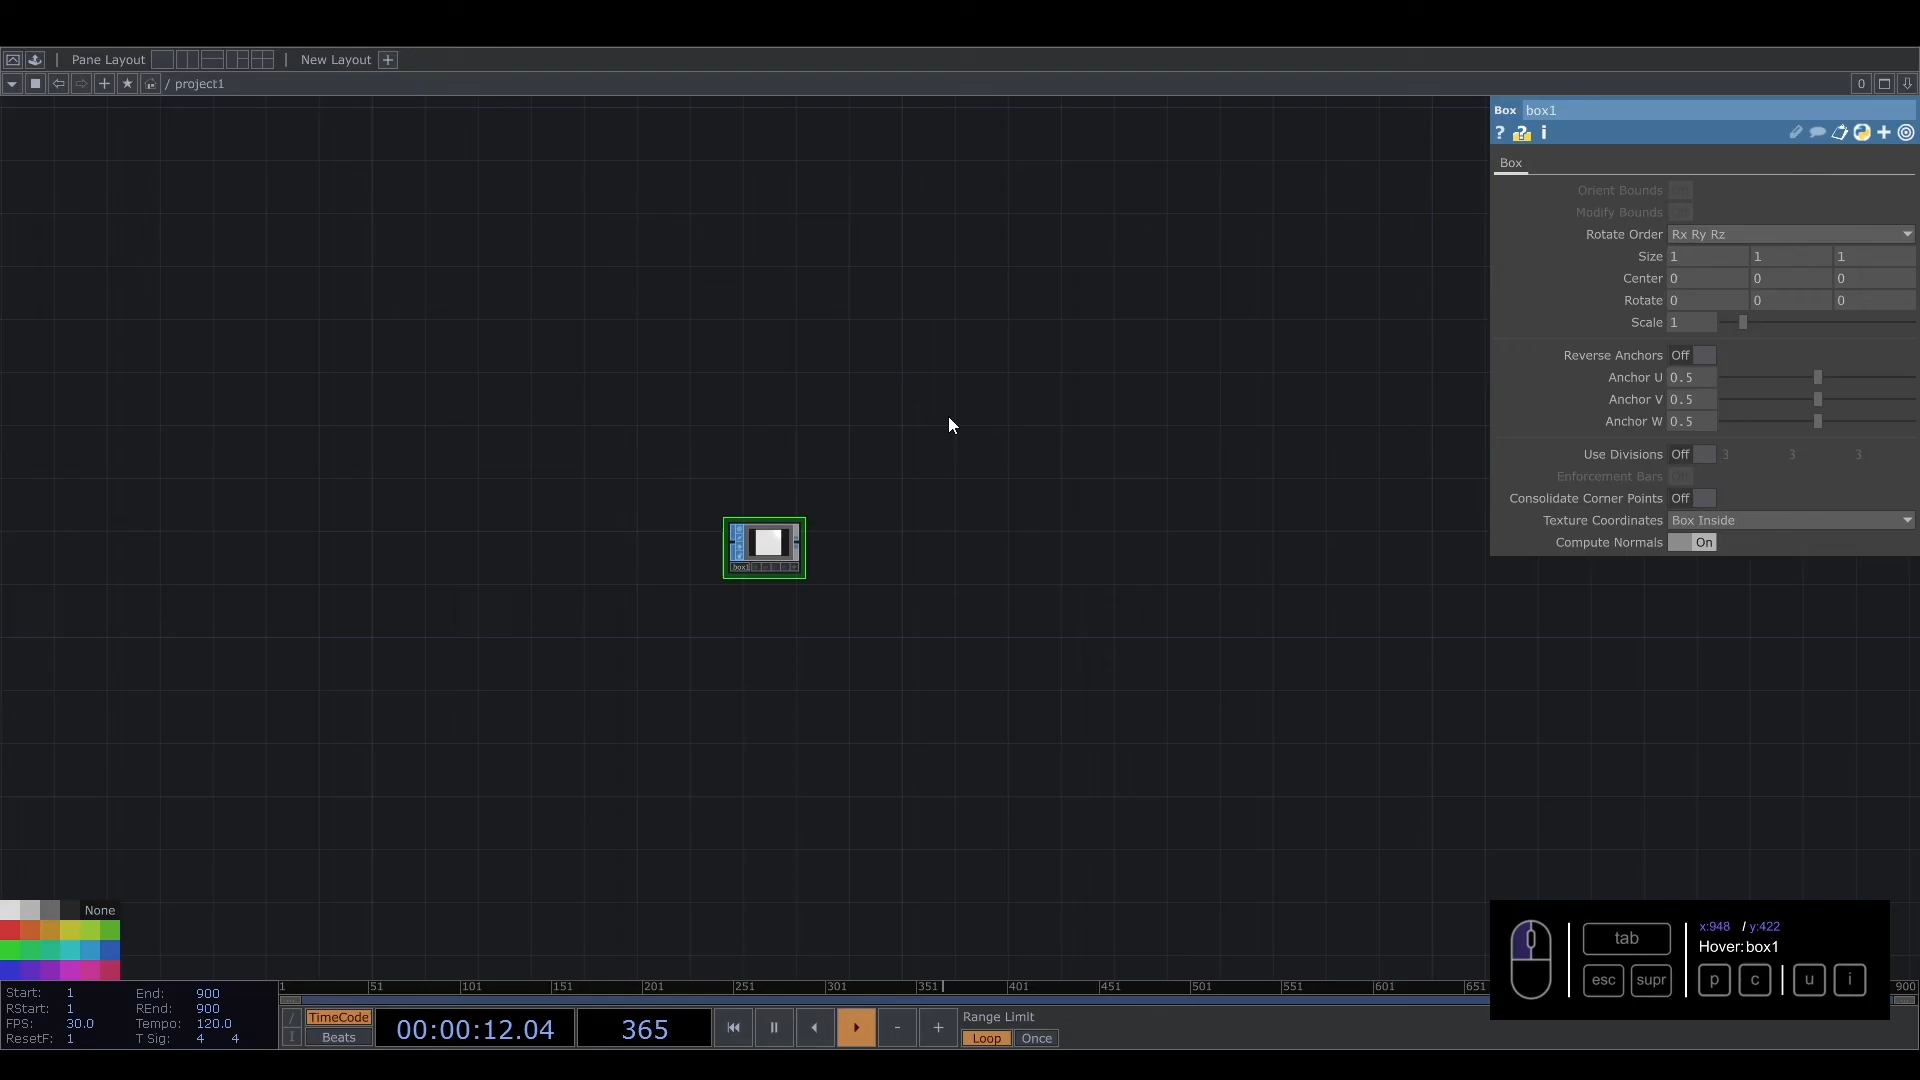 Pane Layout New Layout +
/ project1 0
Box box1
? ? i
Box
Orient Bounds
Modify Bounds
Rotate Order Rx Ry Rz
Size 1 1 1
Center 0 0 0
Rotate 0 0 0
Scale 1
Reverse Anchors Off
Anchor U 0.5
Anchor V 0.5
Anchor W 0.5
Use Divisions Off 3 3 3
Enforcement Bars
Consolidate Corner Points Off
Texture Coordinates Box Inside
Compute Normals On
box1
None
x:948 / y:422
Hover: box1
tab
esc supr p c u i
1 51 101 151 201 251 301 351 401 451 501 551 601 651 900
Start: 1 End: 900
RStart: 1 REnd: 900
FPS: 30.0 Tempo: 120.0
ResetF: 1 T Sig: 4 4
/ TimeCode
I Beats
00:00:12.04 365 - +
Range Limit
Loop Once